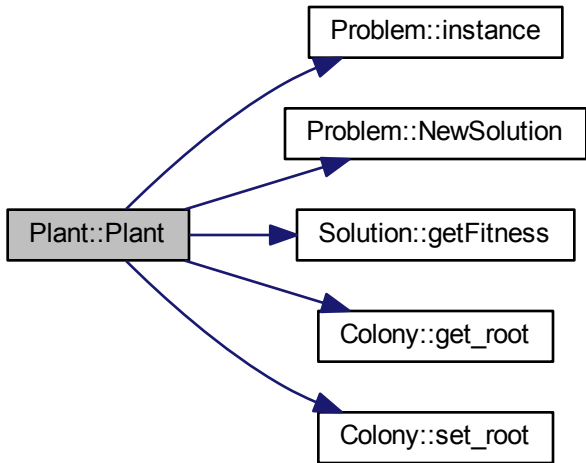 Problem::instance
Problem::NewSolution
Plant::Plant
Solution::getFitness
Colony::get_root
Colony::set_root